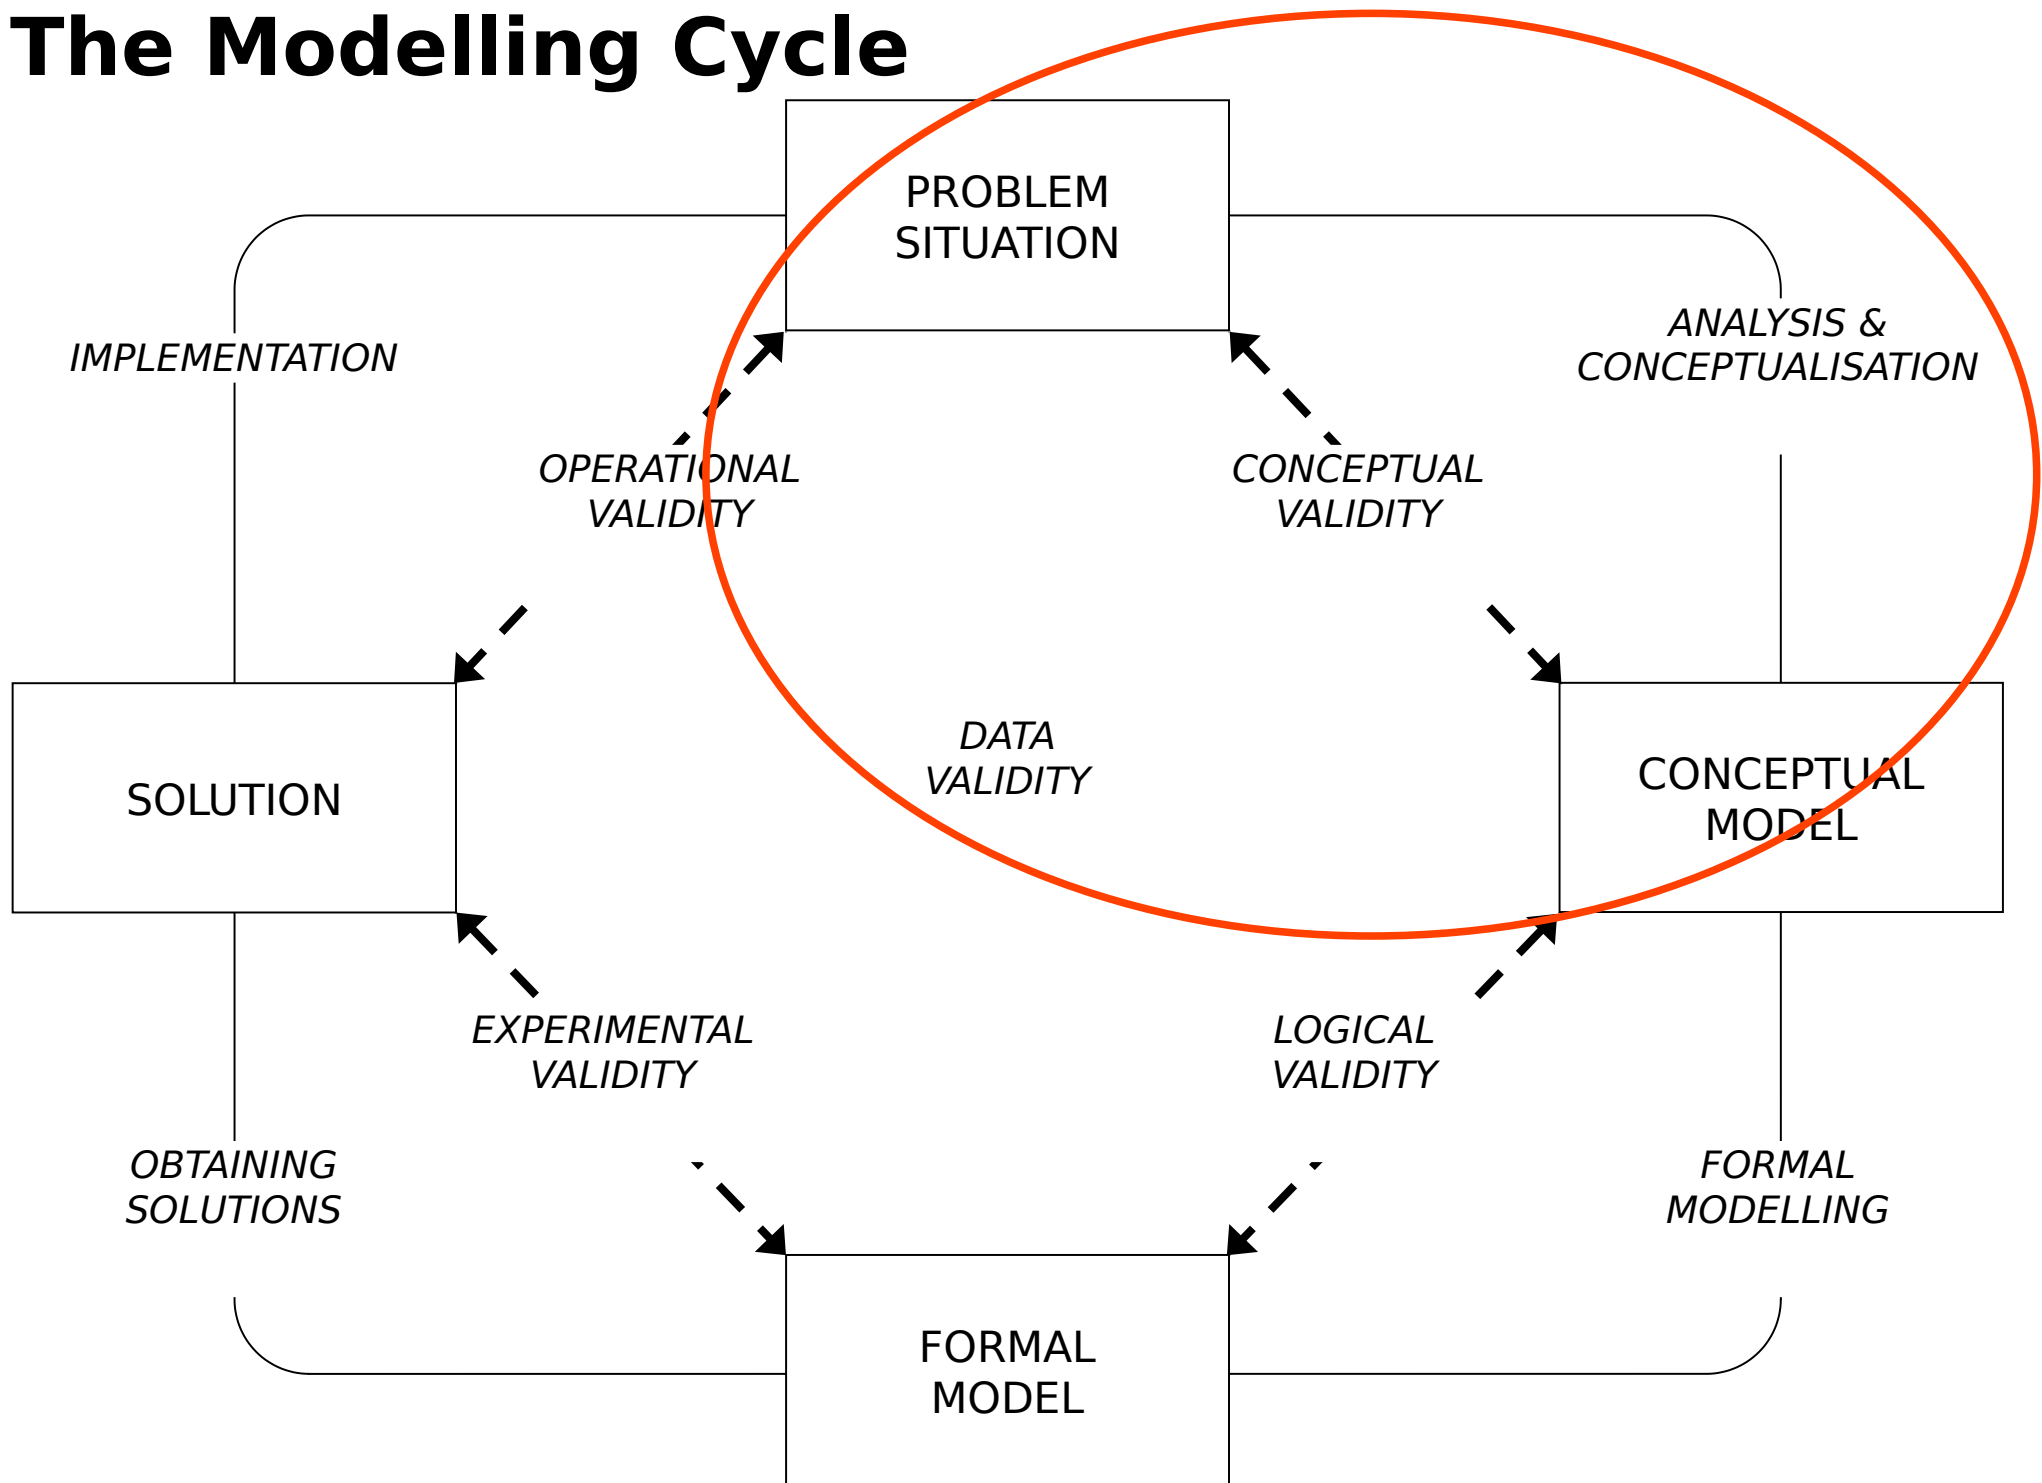 The Modelling Cycle
PROBLEM
SITUATION
IMPLEMENTATION
ANALYSIS &
CONCEPTUALISATION
OPERATIONAL
VALIDITY
CONCEPTUAL
VALIDITY
DATA
VALIDITY
SOLUTION
CONCEPTUAL
MODEL
EXPERIMENTAL
VALIDITY
LOGICAL
VALIDITY
OBTAINING
SOLUTIONS
FORMAL
MODELLING
FORMAL
MODEL